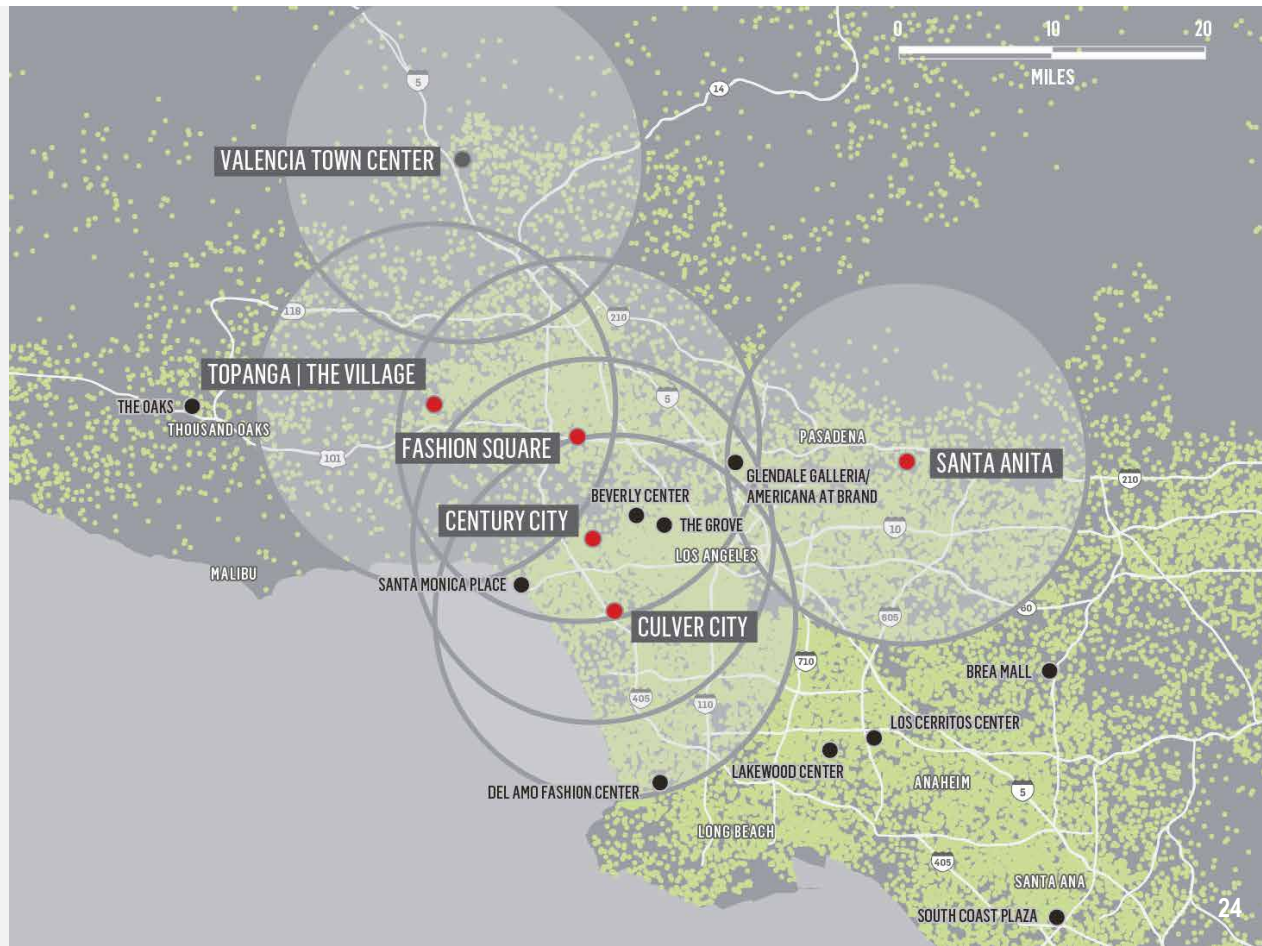 0 10 20
MILES
5
14
VALENCIA TOWN CENTER
118
210
TOPANGA | THE VILLAGE
THE OAKS
THOUSAND OAKS
5
101
FASHION SQUARE
PASADENA
SANTA ANITA
GLENDALE GALLERIA/
AMERICANA AT BRAND
210
BEVERLY CENTER
CENTURY CITY
THE GROVE
10
LOS ANGELES
MALIBU
SANTA MONICA PLACE
60
605
CULVER CITY
710
BREA MALL
405
110
LOS CERRITOS CENTER
LAKEWOOD CENTER
ANAHEIM
DEL AMO FASHION CENTER
5
LONG BEACH
405
SANTA ANA
SOUTH COAST PLAZA
24